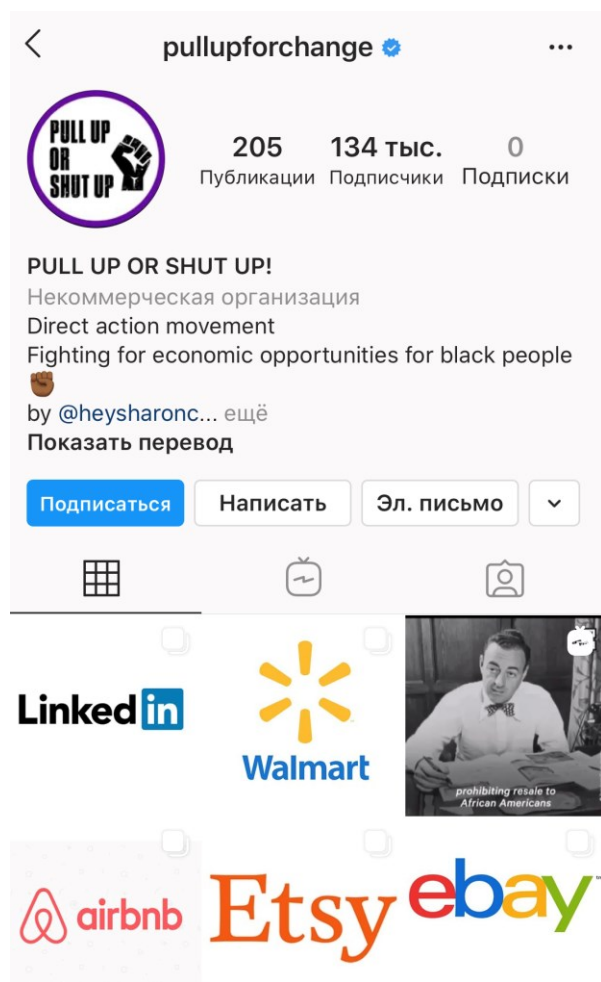 pullupforchange
PULL UP
OR
SHUT UP
205
134 тыс.
0
Публикации
Подписчики
Подписки
PULL UP OR SHUT UP!
Некоммерческая организация
Direct action movement
Fighting for economic opportunities for black people
by @heysharonc... ещё
Показать перевод
Подписаться
Написать
Эл. письмо
Linked in
Walmart
prohibiting resale to
African Americans
airbnb
Etsy
ebay